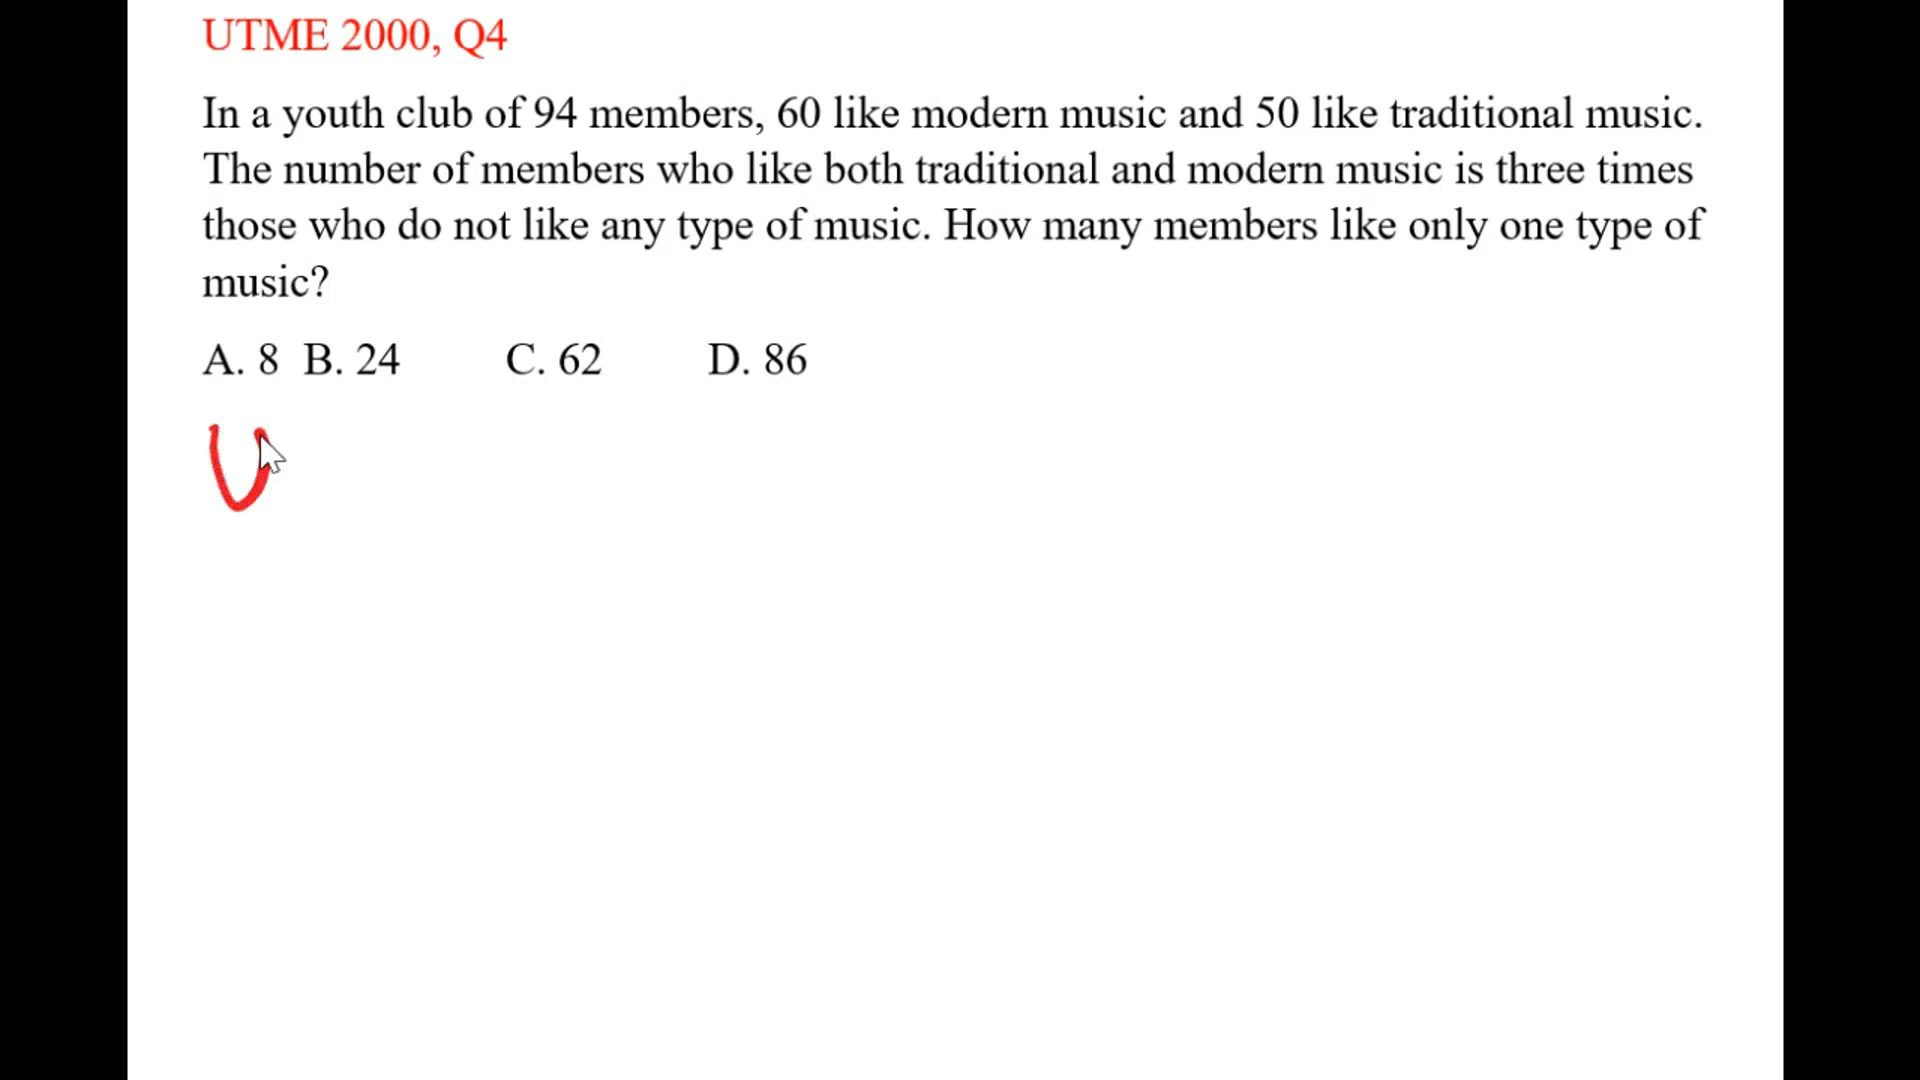 UTME 2000, Q4
In a youth club of 94 members, 60 like modern music and 50 like traditional music.
The number of members who like both traditional and modern music is three times
those who do not like any type of music. How many members like only one type of
music?
A. 8 B. 24 C. 62 D. 86
U